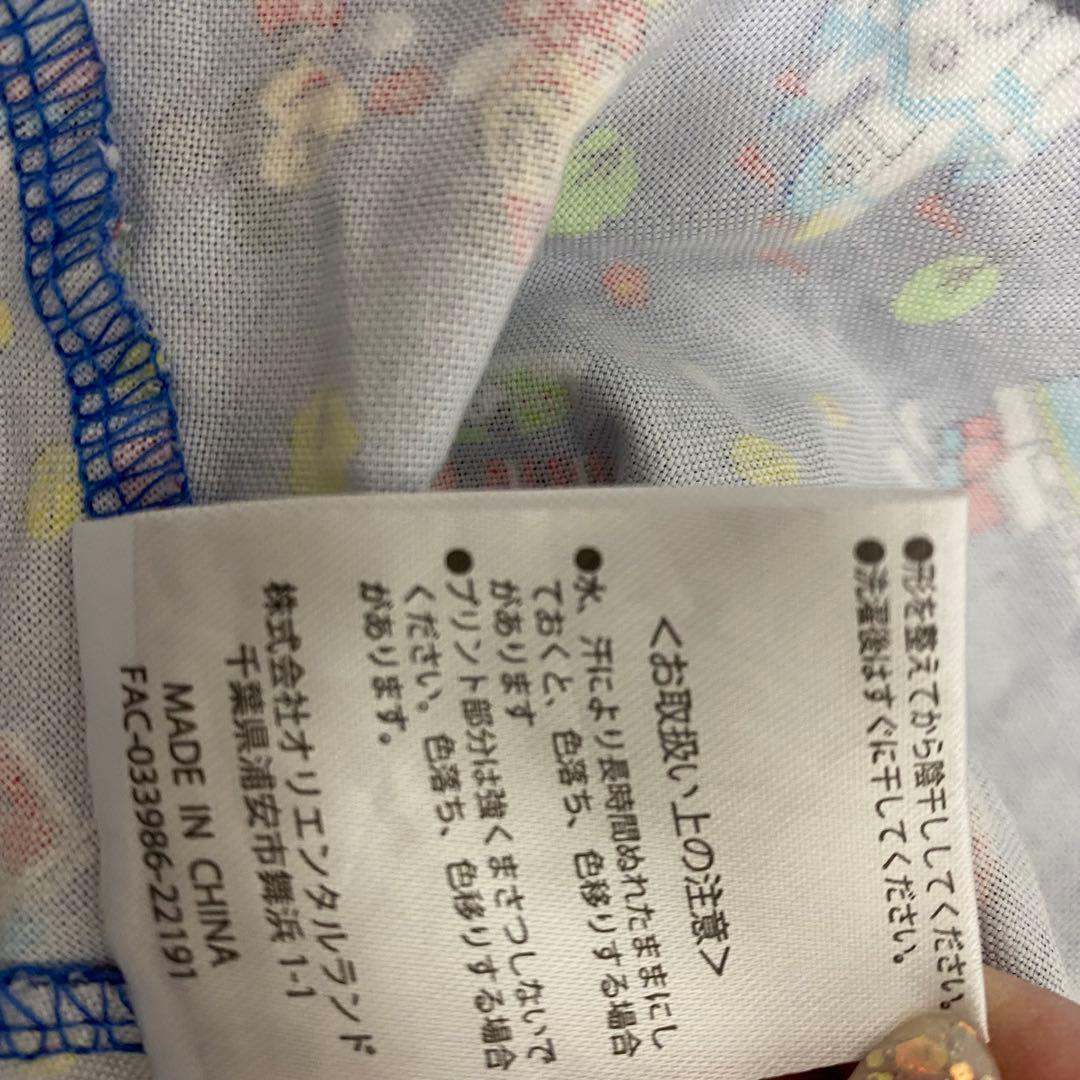 ●形を整えてから陰干ししてください。
●洗濯後はすぐに干してください。
<お取扱い上の注意>
●水、汗により長時間ぬれたままにし
ておくと、色落ち、色移りする場合
があります
●プリント部分は強くまさつしないで
ください。色落ち、色移りする場合
があります。
株式会社オリエンタルランド
千葉県浦安市舞浜 1-1
MADE IN CHINA
FAC-033986-22191